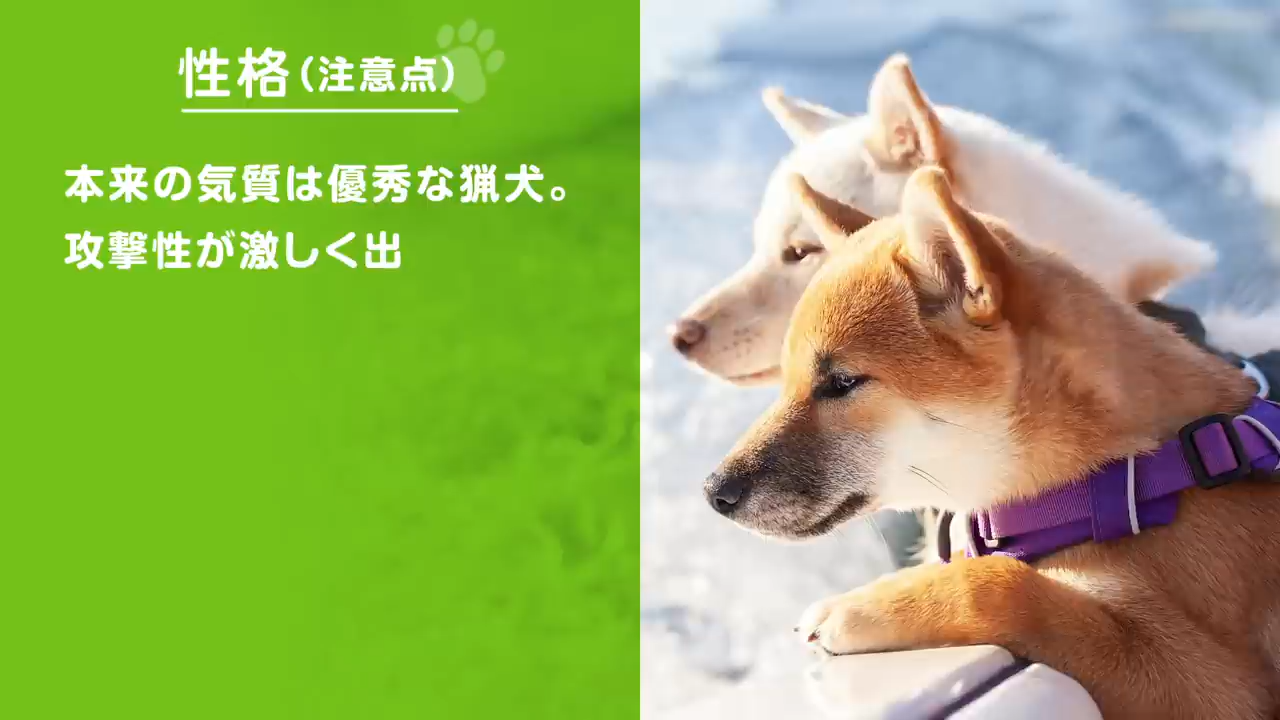 性格（注意点）
本来の気質は優秀な猟犬。
攻撃性が激しく出